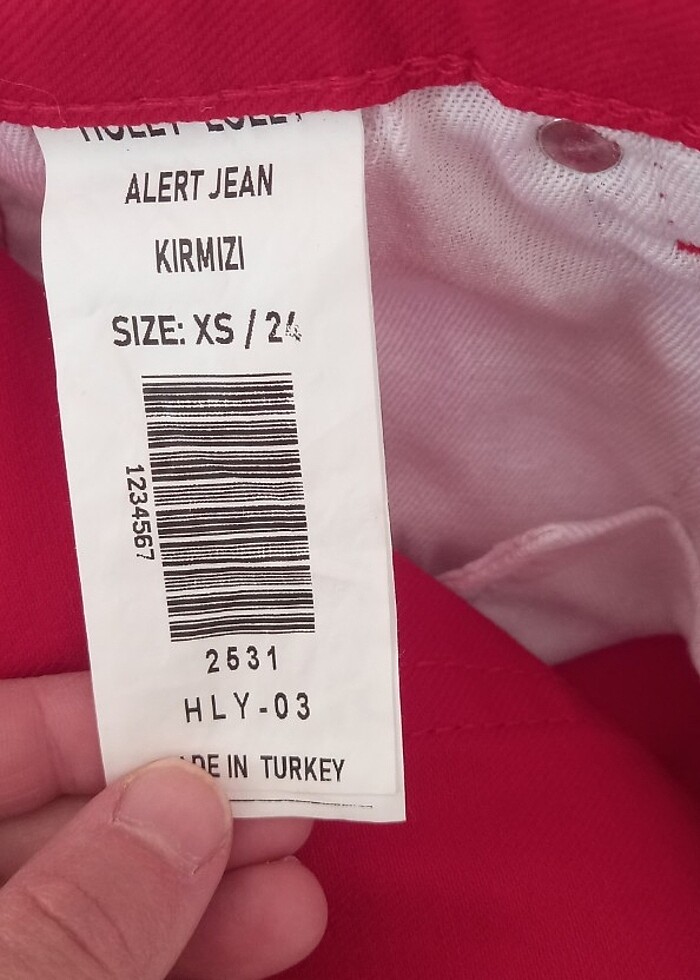 ALERT JEAN
KIRMIZI
SIZE: XS / 24
1234567
2531
HLY-03
IN TURKEY